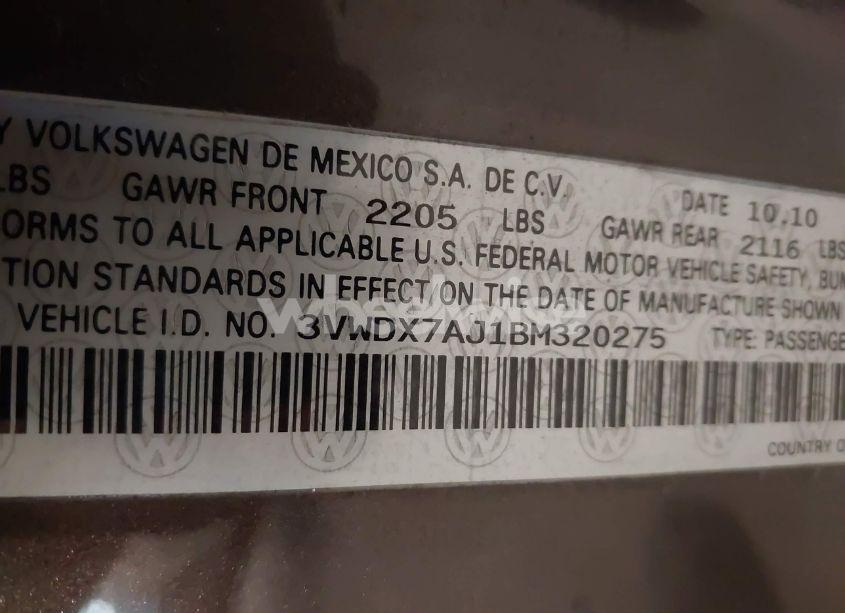 Y VOLKSWAGEN DE MEXICO S.A. DE C.V. DATE 10.10
LBS GAWR FRONT 2205 LBS GAWR REAR 2116 LBS
ORMS TO ALL APPLICABLE U.S. FEDERAL MOTOR VEHICLE SAFETY, BUM
TION STANDARDS IN EFFECT ON THE DATE OF MANUFACTURE SHOWN
VEHICLE I.D. NO. 3VWDX7AJ1BM320275 TYPE: PASSENGE
COUNTRY O